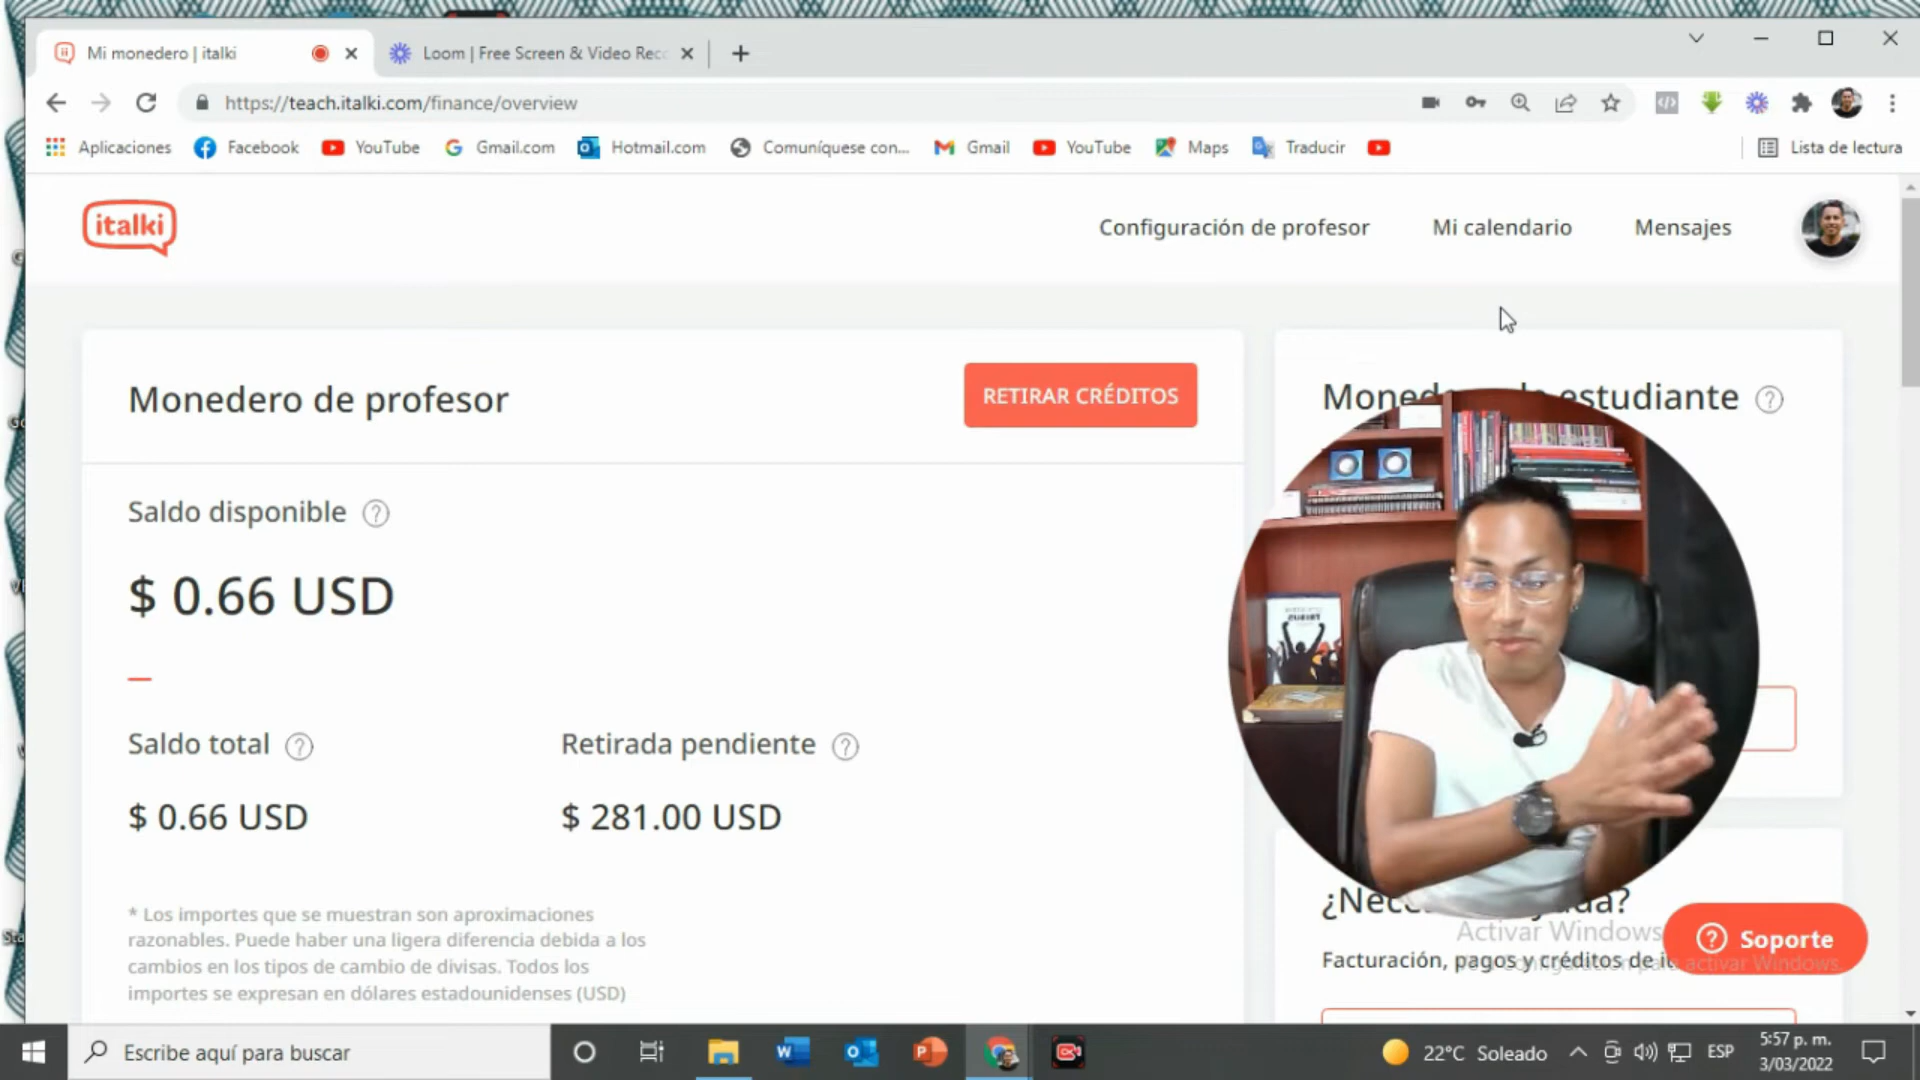 Mi monedero | italki
Loom | Free Screen & Video Rec
https://teach.italki.com/finance/overview
Aplicaciones
Facebook
YouTube
Gmail.com
Hotmail.com
Comuníquese con...
Gmail
YouTube
Maps
Traducir
Lista de lectura
italki
Configuración de profesor
Mi calendario
Mensajes
Monedero de profesor
RETIRAR CRÉDITOS
Saldo disponible
$ 0.66 USD
Saldo total
Retirada pendiente
$ 0.66 USD
$ 281.00 USD
* Los importes que se muestran son aproximaciones
razonables. Puede haber una ligera diferencia debida a los
cambios en los tipos de cambio de divisas. Todos los
importes se expresan en dólares estadounidenses (USD)
estudiante
Activar Windows
Facturación, pagos y créditos de
activar Windows
Soporte
Escribe aquí para buscar
22°C Soleado
ESP
5:57 p. m.
3/03/2022